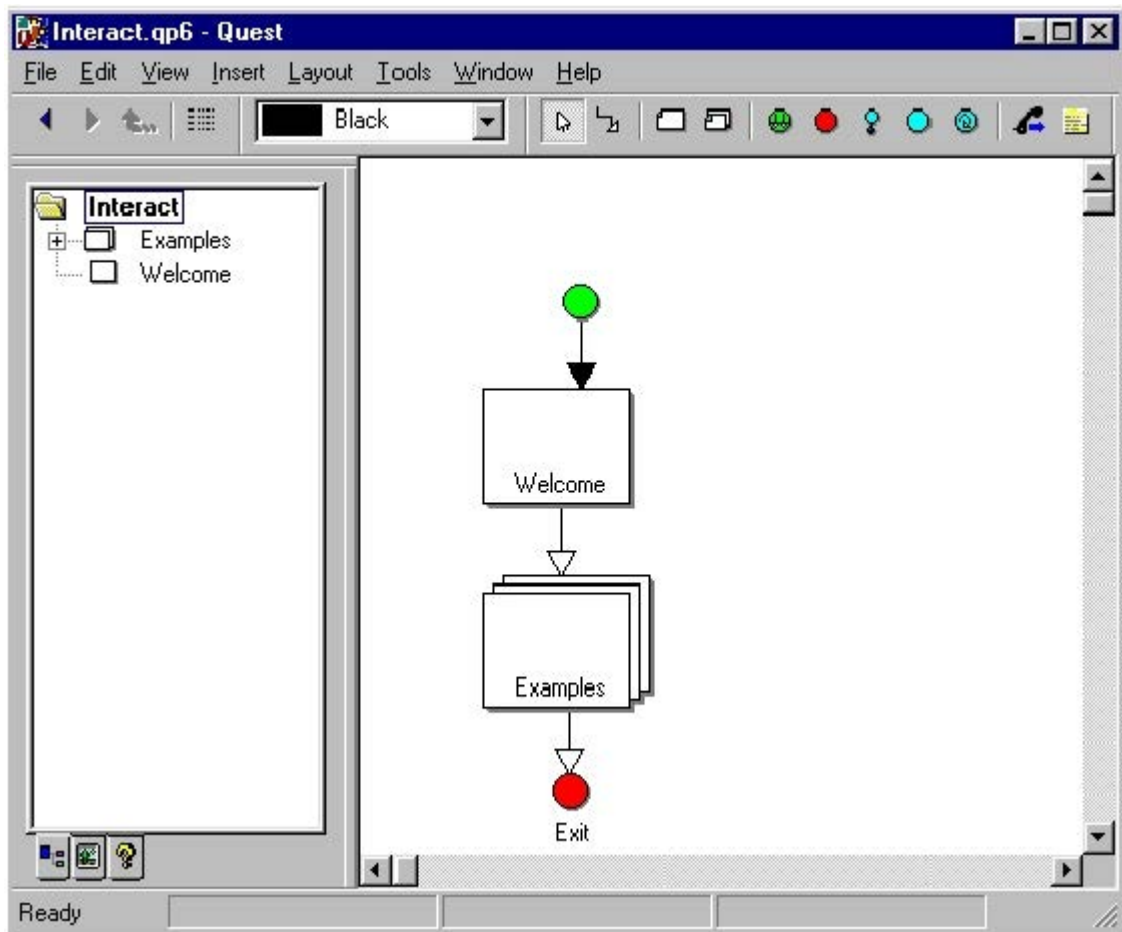 Interact.qp6 - Quest
File Edit View Insert Layout Tools Window Help
Black
Interact
Examples
Welcome
Welcome
Examples
Exit
Ready